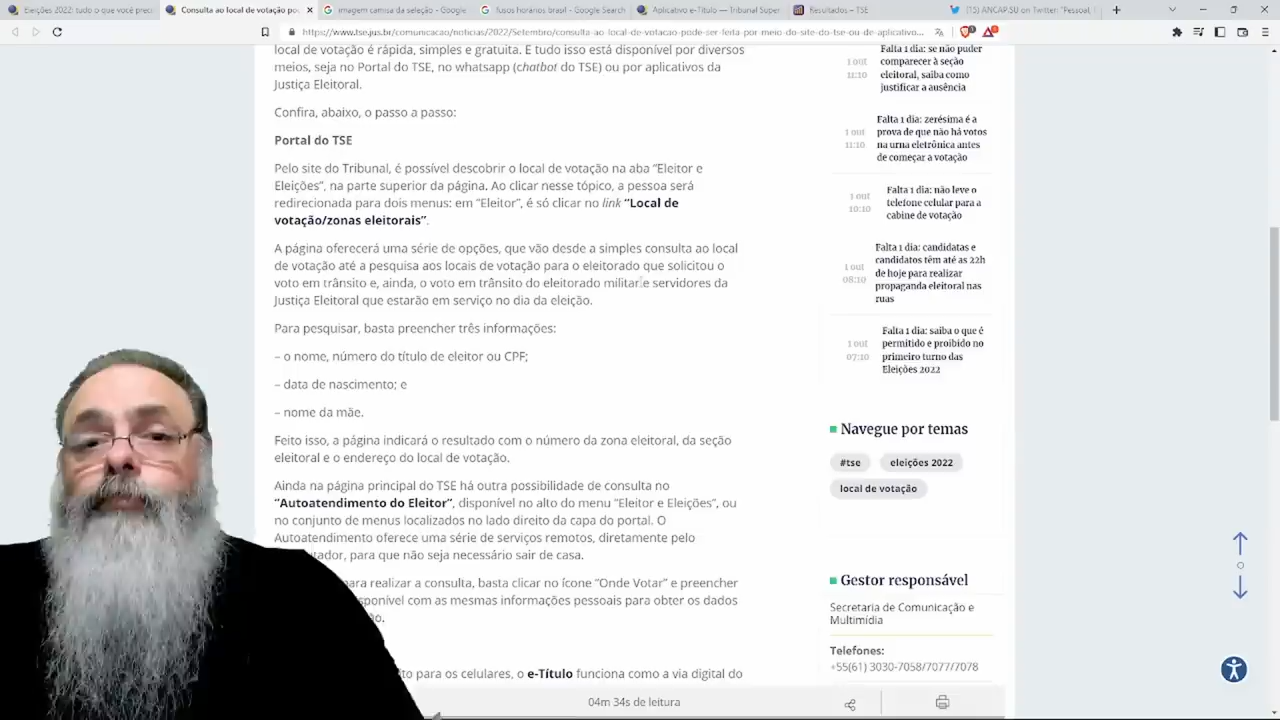 Eleições 2022: tudo o que você preci
Consulta ao local de votação po
imagem camisa da seleção - Google
fusos horários brasil - Google Search
Aplicativo e-Título — Tribunal Super
Resultados – TSE
(15) ANCAP.SU on Twitter: "Pessoal, t
https://www.tse.jus.br/comunicacao/noticias/2022/Setembro/consulta-ao-local-de-votacao-pode-ser-feita-por-meio-do-site-do-tse-ou-de-aplicativo...
local de votação é rápida, simples e gratuita. E tudo isso está disponível por diversos
meios, seja no Portal do TSE, no whatsapp (chatbot do TSE) ou por aplicativos da
Justiça Eleitoral.
Confira, abaixo, o passo a passo:
Portal do TSE
Pelo site do Tribunal, é possível descobrir o local de votação na aba “Eleitor e
Eleições”, na parte superior da página. Ao clicar nesse tópico, a pessoa será
redirecionada para dois menus: em “Eleitor”, é só clicar no link “Local de
votação/zonas eleitorais”.
A página oferecerá uma série de opções, que vão desde a simples consulta ao local
de votação até a pesquisa aos locais de votação para o eleitorado que solicitou o
voto em trânsito e, ainda, o voto em trânsito do eleitorado militar e servidores da
Justiça Eleitoral que estarão em serviço no dia da eleição.
Para pesquisar, basta preencher três informações:
– o nome, número do título de eleitor ou CPF;
– data de nascimento; e
– nome da mãe.
Feito isso, a página indicará o resultado com o número da zona eleitoral, da seção
eleitoral e o endereço do local de votação.
Ainda na página principal do TSE há outra possibilidade de consulta no
“Autoatendimento do Eleitor”, disponível no alto do menu “Eleitor e Eleições”, ou
no conjunto de menus localizados no lado direito da capa do portal. O
Autoatendimento oferece uma série de serviços remotos, diretamente pelo
tador, para que não seja necessário sair de casa.
para realizar a consulta, basta clicar no ícone “Onde Votar” e preencher
sponível com as mesmas informações pessoais para obter os dados
o.
to para os celulares, o e-Título funciona como a via digital do
04m 34s de leitura
1 out
11:10
Falta 1 dia: se não puder
comparecer à seção
eleitoral, saiba como
justificar a ausência
1 out
11:10
Falta 1 dia: zerésima é a
prova de que não há votos
na urna eletrônica antes
de começar a votação
1 out
10:10
Falta 1 dia: não leve o
telefone celular para a
cabine de votação
1 out
08:10
Falta 1 dia: candidatas e
candidatos têm até as 22h
de hoje para realizar
propaganda eleitoral nas
ruas
1 out
07:10
Falta 1 dia: saiba o que é
permitido e proibido no
primeiro turno das
Eleições 2022
Navegue por temas
#tse
eleições 2022
local de votação
Gestor responsável
Secretaria de Comunicação e
Multimídia
Telefones:
+55(61) 3030-7058/7077/7078